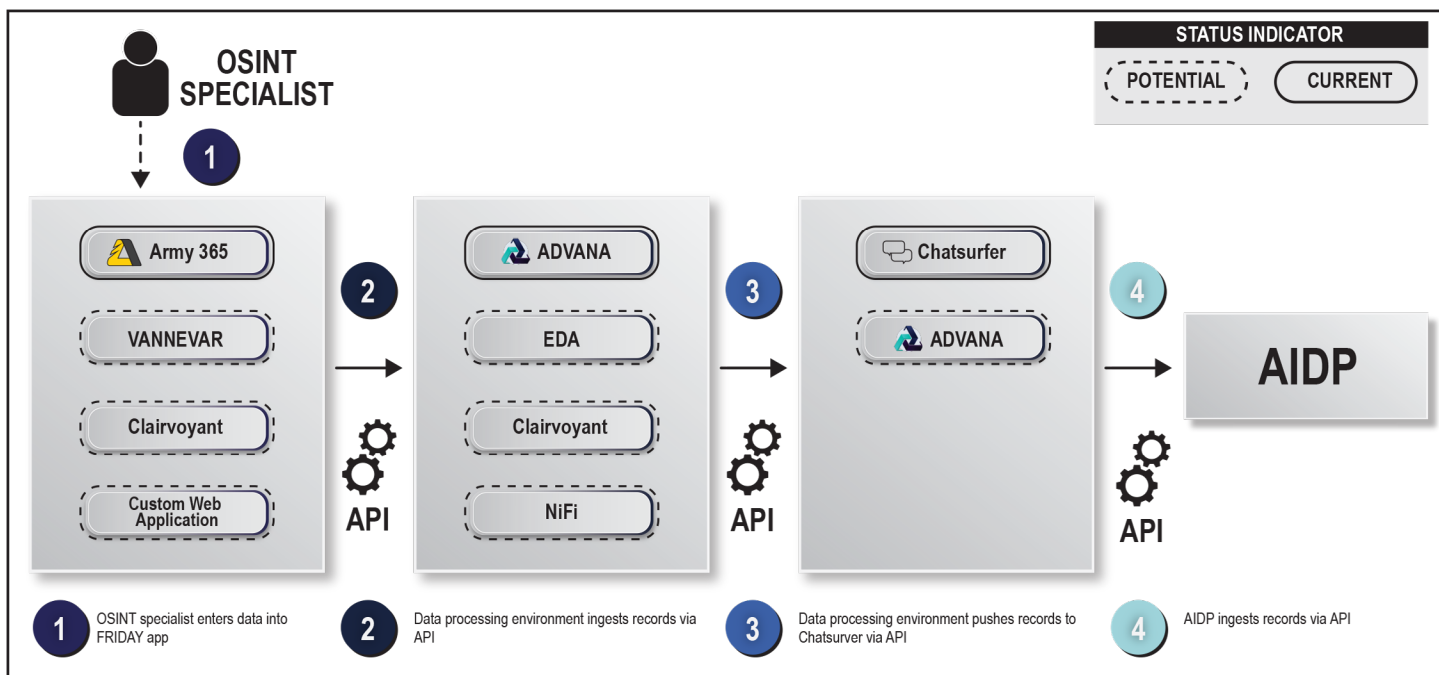 OSINT
SPECIALIST
STATUS INDICATOR
POTENTIAL
CURRENT
1
Army 365
VANNEVAR
Clairvoyant
Custom Web
Application
2
API
ADVANA
EDA
Clairvoyant
NiFi
3
API
Chatsurfer
ADVANA
4
API
AIDP
1
OSINT specialist enters data into
FRIDAY app
2
Data processing environment ingests records via
API
3
Data processing environment pushes records to
Chatsurver via API
4
AIDP ingests records via API